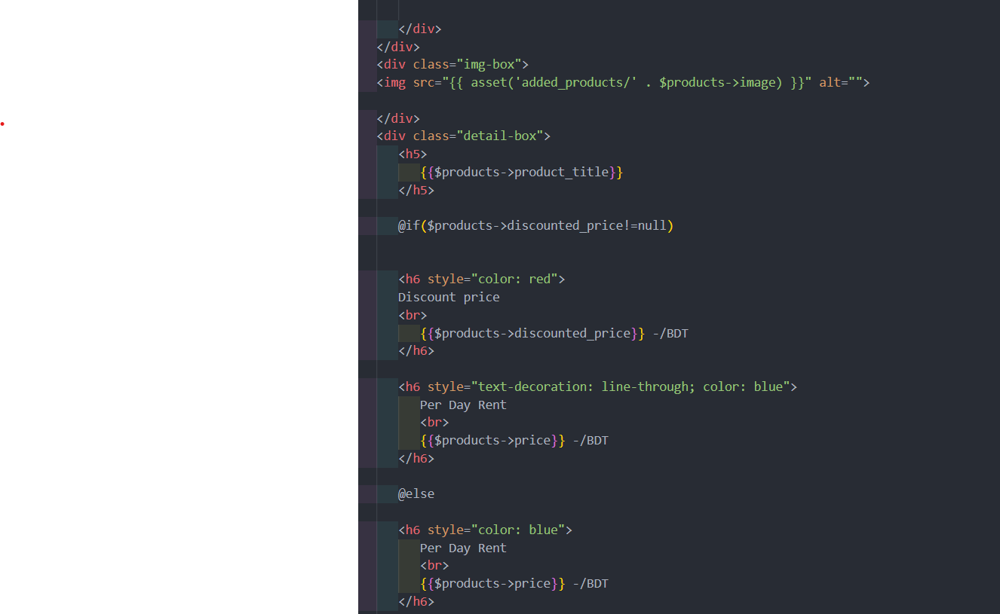 </div>
</div>
<div class="img-box">
<img src="{{ asset('added_products/' . $products->image) }}" alt="">
</div>
<div class="detail-box">
<h5>
{{$products->product_title}}
</h5>
@if($products->discounted_price!=null)
<h6 style="color: red">
Discount price
<br>
{{$products->discounted_price}} -/BDT
</h6>
<h6 style="text-decoration: line-through; color: blue">
Per Day Rent
<br>
{{$products->price}} -/BDT
</h6>
@else
<h6 style="color: blue">
Per Day Rent
<br>
{{$products->price}} -/BDT
</h6>